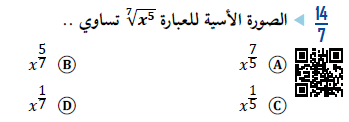 14/7 ◀ الصورة الأسية للعبارة ⁷√x⁵ تساوي ..
A x^(7/5) B x^(5/7)
C x^(1/5) D x^(1/7)